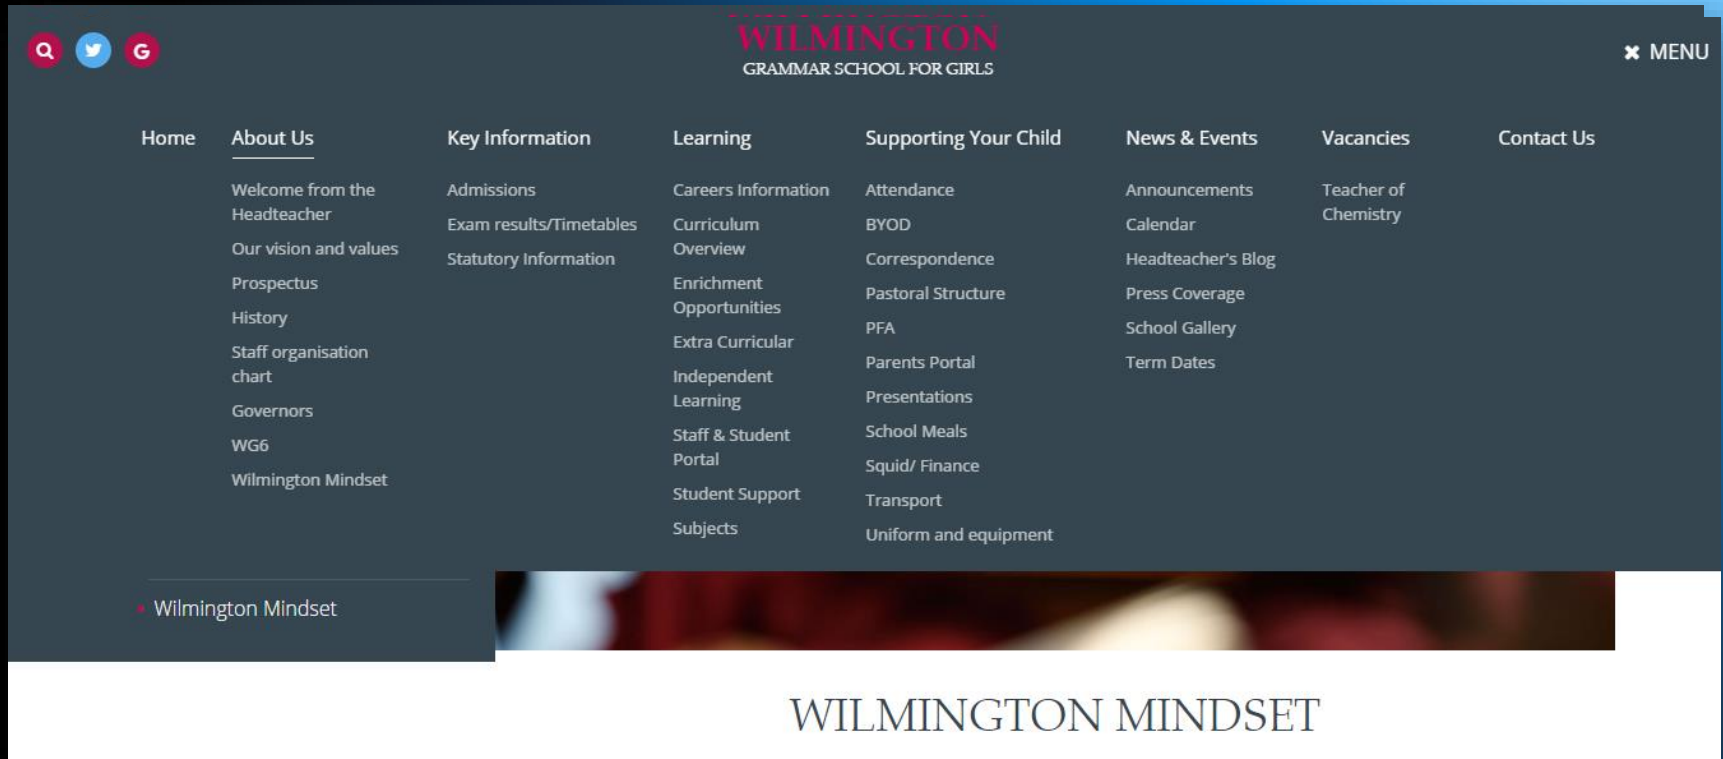 WILMINGTON
GRAMMAR SCHOOL FOR GIRLS
MENU
Home
About Us
Welcome from the
Headteacher
Our vision and values
Prospectus
History
Staff organisation
chart
Governors
WG6
Wilmington Mindset
Key Information
Admissions
Exam results/Timetables
Statutory Information
Learning
Careers Information
Curriculum
Overview
Enrichment
Opportunities
Extra Curricular
Independent
Learning
Staff & Student
Portal
Student Support
Subjects
Supporting Your Child
Attendance
BYOD
Correspondence
Pastoral Structure
PFA
Parents Portal
Presentations
School Meals
Squid/ Finance
Transport
Uniform and equipment
News & Events
Announcements
Calendar
Headteacher's Blog
Press Coverage
School Gallery
Term Dates
Vacancies
Teacher of
Chemistry
Contact Us
Wilmington Mindset
WILMINGTON MINDSET